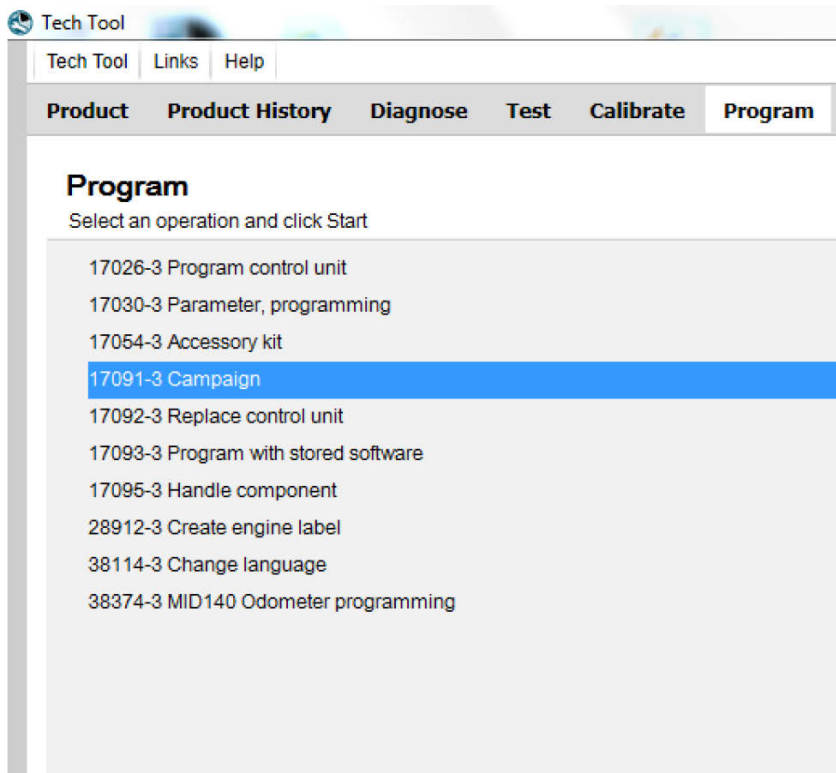 Tech Tool
Tech Tool Links Help
Product Product History Diagnose Test Calibrate Program
Program
Select an operation and click Start
17026-3 Program control unit
17030-3 Parameter, programming
17054-3 Accessory kit
17091-3 Campaign
17092-3 Replace control unit
17093-3 Program with stored software
17095-3 Handle component
28912-3 Create engine label
38114-3 Change language
38374-3 MID140 Odometer programming